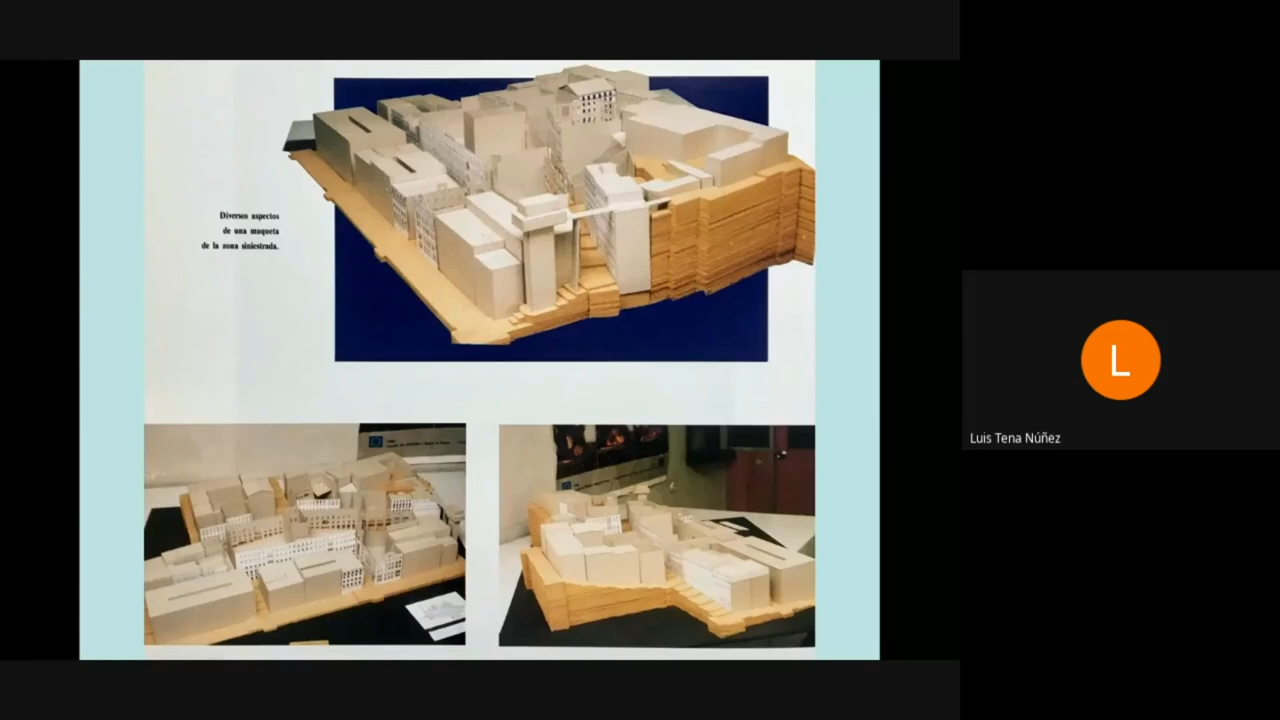 Diversos aspectos
de una maqueta
de la zona siniestrada.
L
Luis Tena Núñez